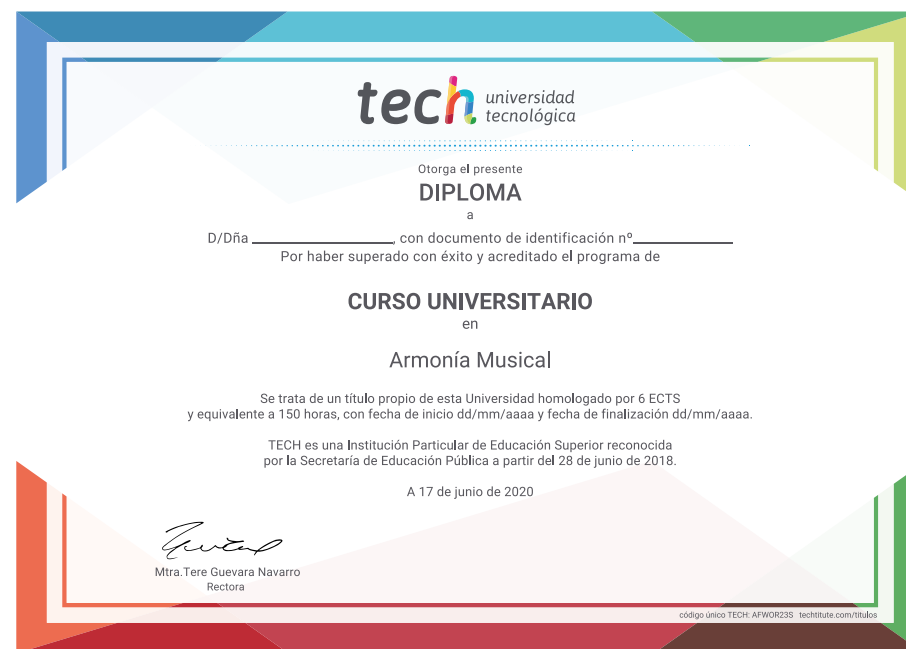 tech universidad
tecnológica
Otorga el presente
DIPLOMA
a
D/Dña ____________________, con documento de identificación nº______________
Por haber superado con éxito y acreditado el programa de
CURSO UNIVERSITARIO
en
Armonía Musical
Se trata de un título propio de esta Universidad homologado por 6 ECTS
y equivalente a 150 horas, con fecha de inicio dd/mm/aaaa y fecha de finalización dd/mm/aaaa.
TECH es una Institución Particular de Educación Superior reconocida
por la Secretaría de Educación Pública a partir del 28 de junio de 2018.
A 17 de junio de 2020
Mtra.Tere Guevara Navarro
Rectora
código único TECH: AFWOR23S techtitute.com/titulos